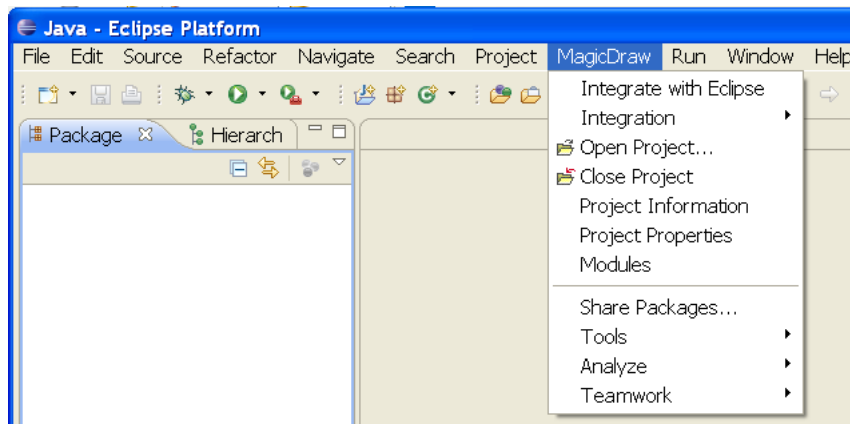 Java - Eclipse Platform
File Edit Source Refactor Navigate Search Project MagicDraw Run Window Help
Package Hierarch
Integrate with Eclipse
Integration
Open Project...
Close Project
Project Information
Project Properties
Modules
Share Packages...
Tools
Analyze
Teamwork